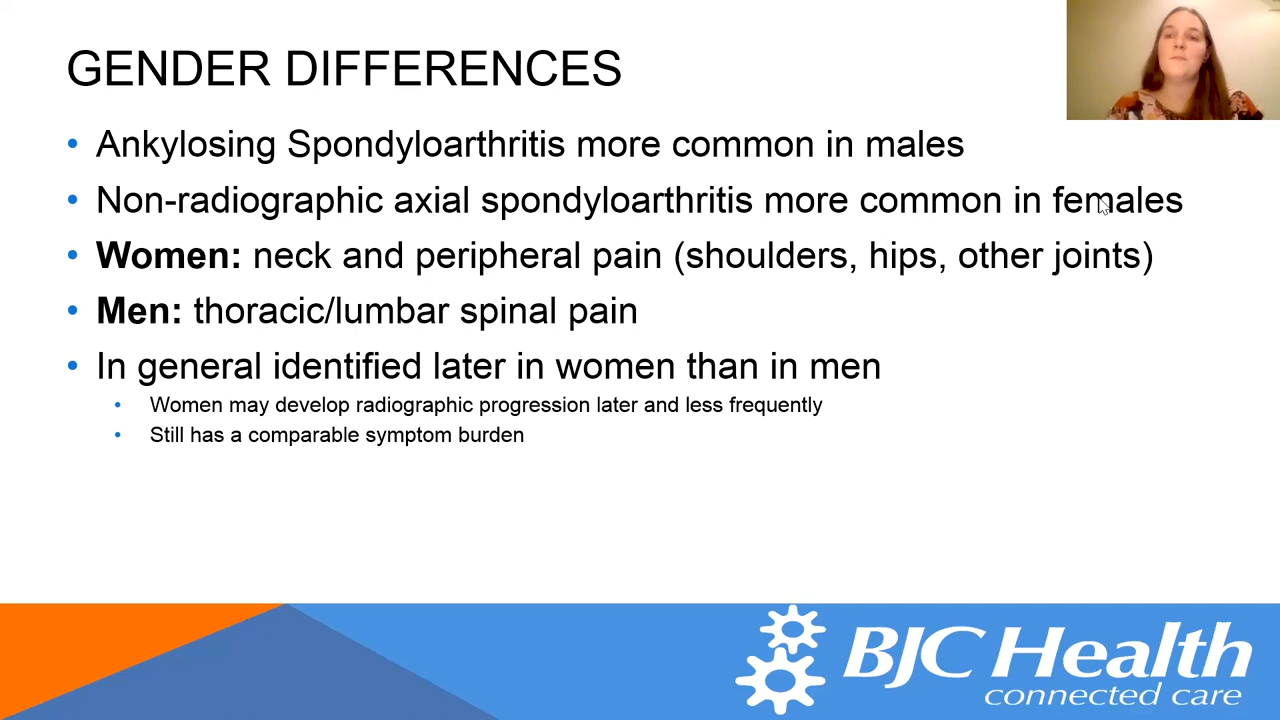 GENDER DIFFERENCES
• Ankylosing Spondyloarthritis more common in males
• Non-radiographic axial spondyloarthritis more common in females
• Women: neck and peripheral pain (shoulders, hips, other joints)
• Men: thoracic/lumbar spinal pain
• In general identified later in women than in men
• Women may develop radiographic progression later and less frequently
• Still has a comparable symptom burden
BJC Health
connected care